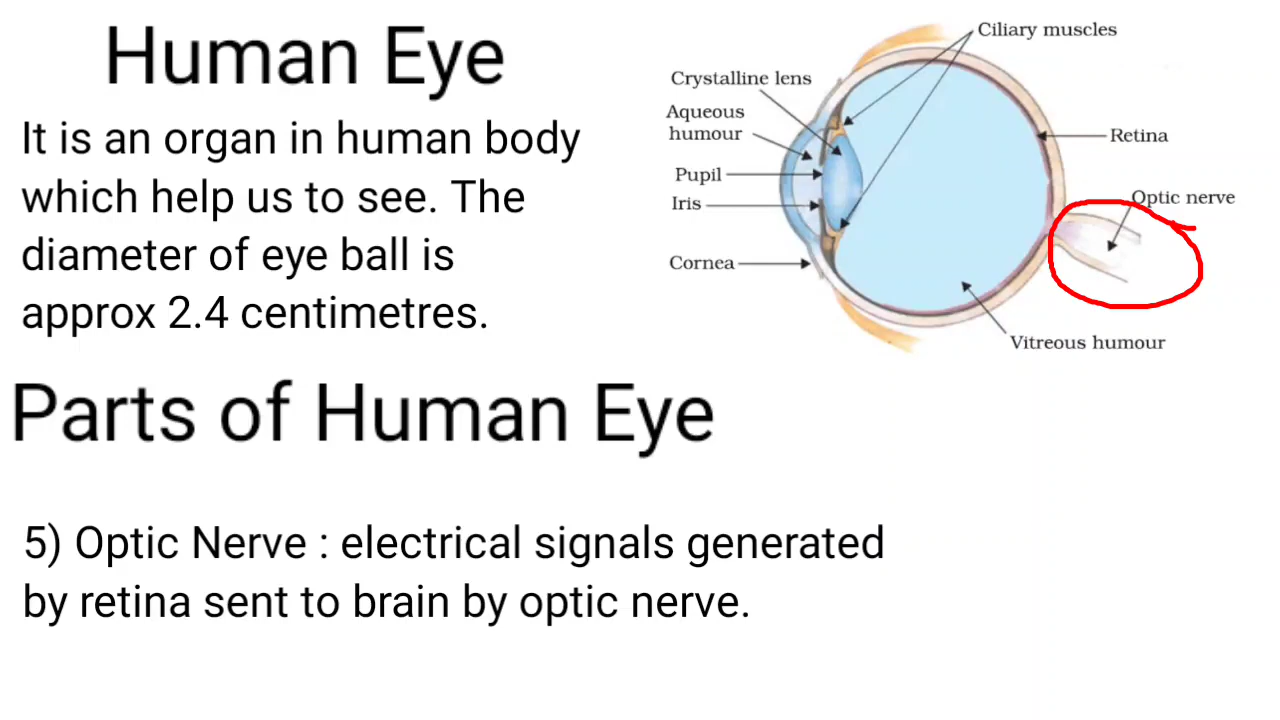 Human Eye
It is an organ in human body
which help us to see. The
diameter of eye ball is
approx 2.4 centimetres.
Ciliary muscles
Crystalline lens
Aqueous
humour
Pupil
Iris
Cornea
Retina
Optic nerve
Vitreous humour
Parts of Human Eye
5) Optic Nerve : electrical signals generated
by retina sent to brain by optic nerve.